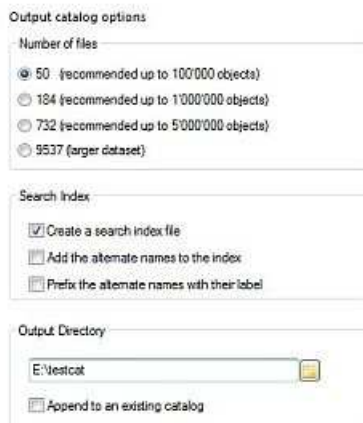 Output catalog options
Number of files
50 (recommended up to 100'000 objects)
184 (recommended up to 1'000'000 objects)
732 (recommended up to 5'000'000 objects)
9537 (larger dataset)
Search Index
Create a search index file
Add the alternate names to the index
Prefix the alternate names with their label
Output Directory
E:\testcat
Append to an existing catalog